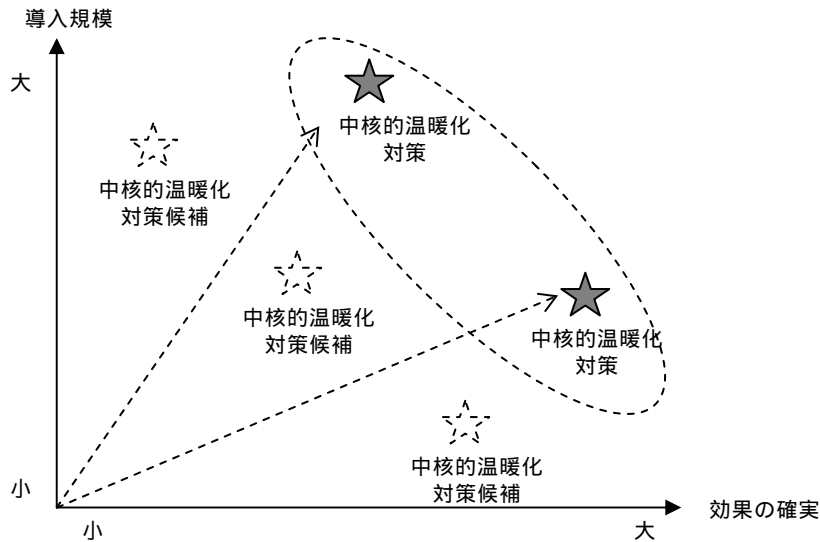 導入規模
大
中核的温暖化
対策
中核的温暖化
対策候補
中核的温暖化
対策候補
中核的温暖化
対策
中核的温暖化
対策候補
小
効果の確実
小
大